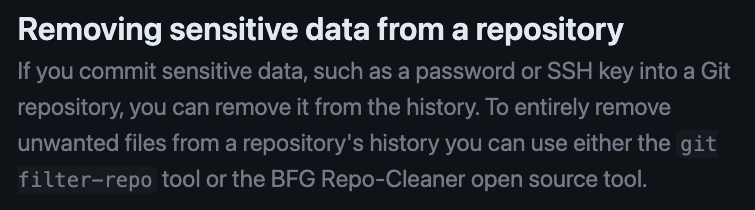 Removing sensitive data from a repository
If you commit sensitive data, such as a password or SSH key into a Git
repository, you can remove it from the history. To entirely remove
unwanted files from a repository's history you can use either the git
filter-repo tool or the BFG Repo-Cleaner open source tool.